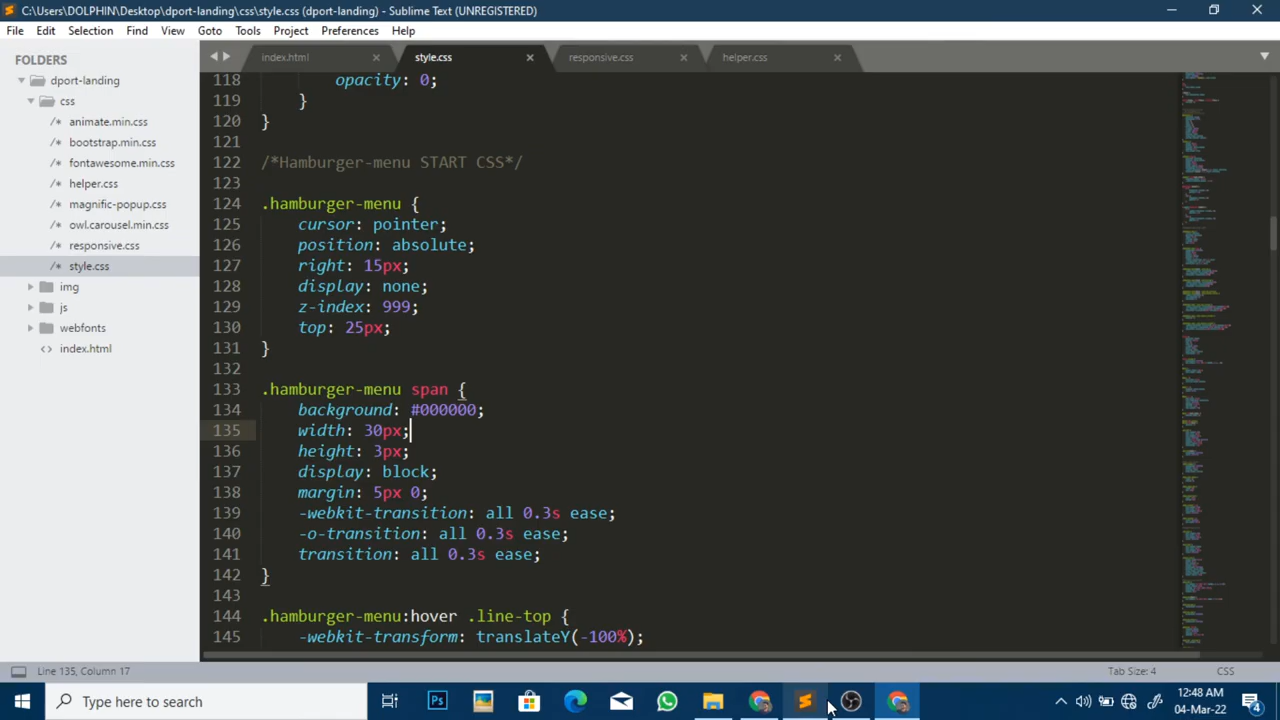 C:\Users\DOLPHIN\Desktop\dport-landing\css\style.css (dport-landing) - Sublime Text (UNREGISTERED)
File Edit Selection Find View Goto Tools Project Preferences Help
FOLDERS
dport-landing
css
/* animate.min.css
/* bootstrap.min.css
/* fontawesome.min.css
/* helper.css
/* magnific-popup.css
/* owl.carousel.min.css
/* responsive.css
/* style.css
img
js
webfonts
<> index.html
index.html style.css responsive.css helper.css
118 opacity: 0;
119 }
120 }
121
122 /*Hamburger-menu START CSS*/
123
124 .hamburger-menu {
125 cursor: pointer;
126 position: absolute;
127 right: 15px;
128 display: none;
129 z-index: 999;
130 top: 25px;
131 }
132
133 .hamburger-menu span {
134 background: #000000;
135 width: 30px;
136 height: 3px;
137 display: block;
138 margin: 5px 0;
139 -webkit-transition: all 0.3s ease;
140 -o-transition: all 0.3s ease;
141 transition: all 0.3s ease;
142 }
143
144 .hamburger-menu:hover .line-top {
145 -webkit-transform: translateY(-100%);
Line 135, Column 17 Tab Size: 4 CSS
Type here to search
Ps
12:48 AM
04-Mar-22
4